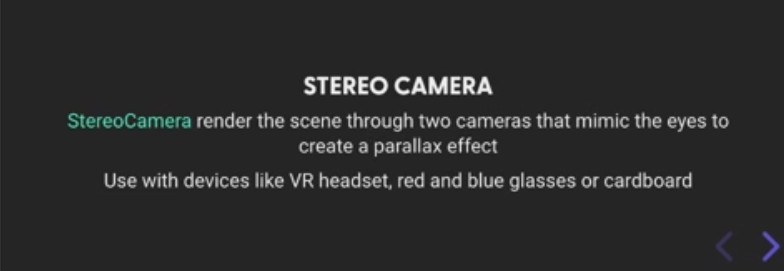 STEREO CAMERA
StereoCamera render the scene through two cameras that mimic the eyes to
create a parallax effect
Use with devices like VR headset, red and blue glasses or cardboard